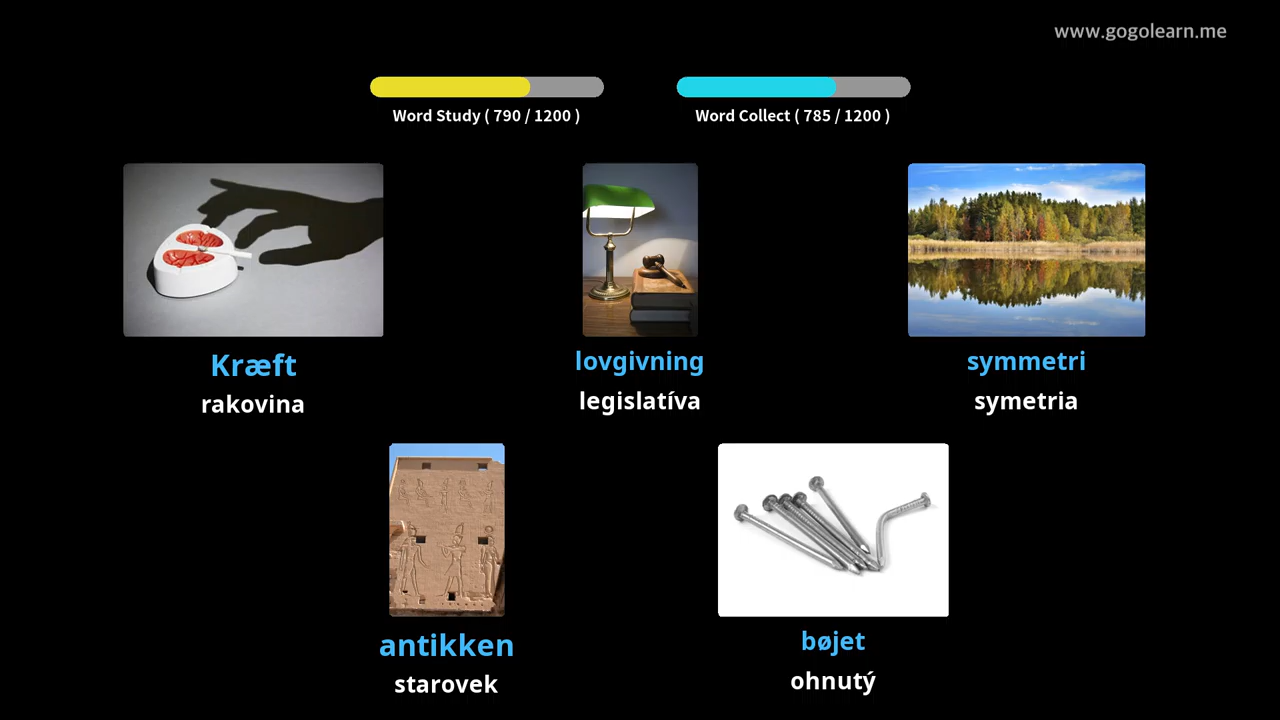 www.gogolearn.me
Word Study ( 790 / 1200 )
Word Collect ( 785 / 1200 )
Kræft
rakovina
lovgivning
legislatíva
symmetri
symetria
antikken
starovek
bøjet
ohnutý